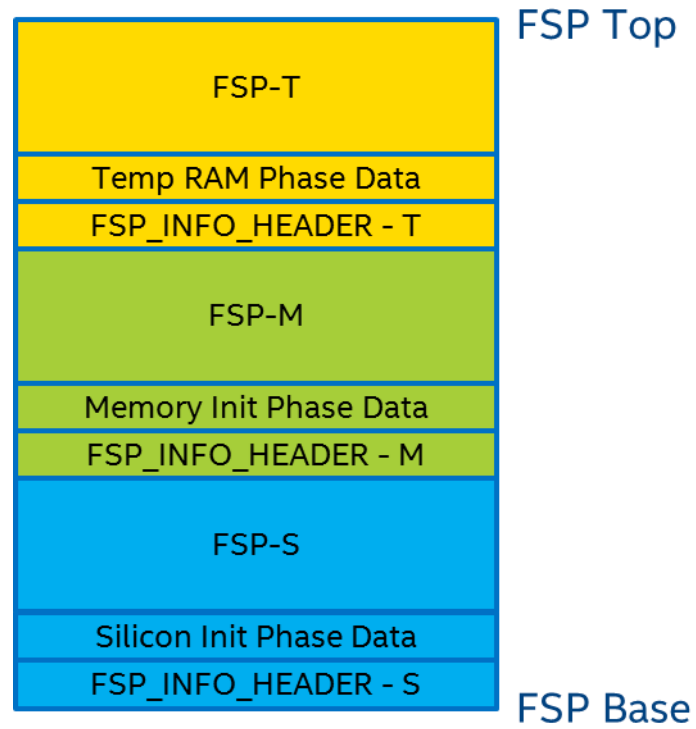 FSP Top
FSP-T
Temp RAM Phase Data
FSP_INFO_HEADER - T
FSP-M
Memory Init Phase Data
FSP_INFO_HEADER - M
FSP-S
Silicon Init Phase Data
FSP_INFO_HEADER - S
FSP Base